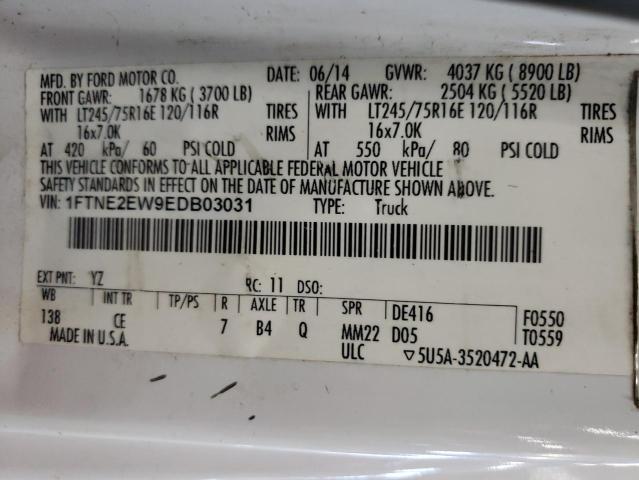 MFD. BY FORD MOTOR CO. DATE: 06/14 GVWR: 4037 KG ( 8900 LB)
FRONT GAWR: 1678 KG ( 3700 LB) REAR GAWR: 2504 KG ( 5520 LB)
WITH LT245/75R16E 120/116R TIRES WITH LT245/75R16E 120/116R TIRES
16x7.0K RIMS 16x7.0K RIMS
AT 420 kPa/ 60 PSI COLD AT 550 kPa/ 80 PSI COLD
THIS VEHICLE CONFORMS TO ALL APPLICABLE FEDERAL MOTOR VEHICLE
SAFETY STANDARDS IN EFFECT ON THE DATE OF MANUFACTURE SHOWN ABOVE.
VIN: 1FTNE2EW9EDB03031 TYPE: Truck
EXT PNT: YZ RC: 11 DSO:
WB INT TR TP/PS R AXLE TR SPR DE416 F0550
138 CE 7 B4 Q MM22 D05 T0559
MADE IN U.S.A. ULC ▽5U5A-3520472-AA